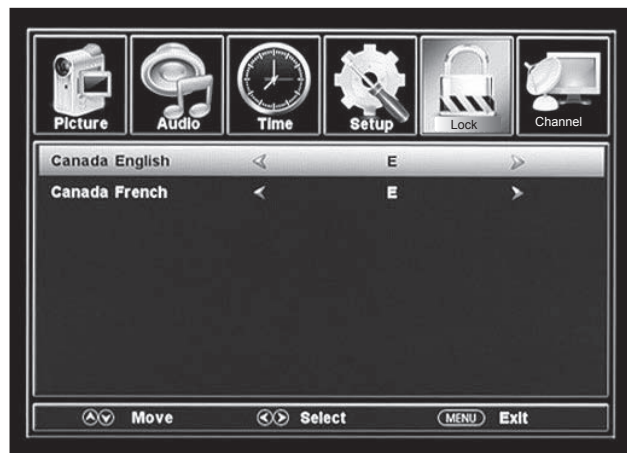 Picture Audio Time Setup Lock Channel
Canada English E
Canada French E
Move Select MENU Exit